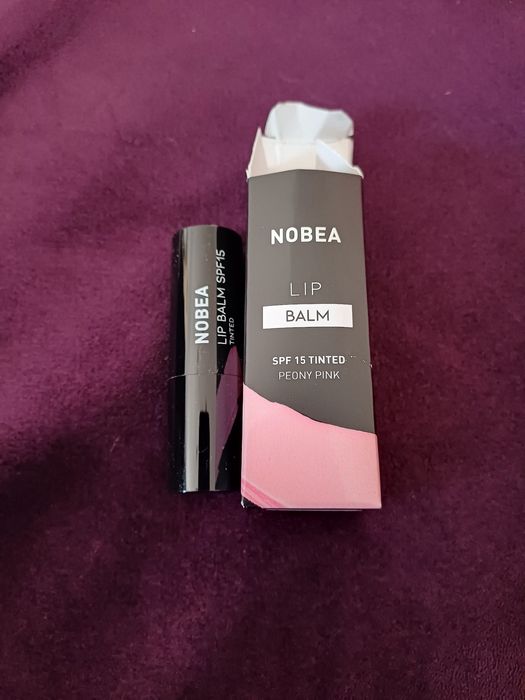 NOBEA
LIP BALM SPF15
TINTED
NOBEA
LIP
BALM
SPF 15 TINTED
PEONY PINK